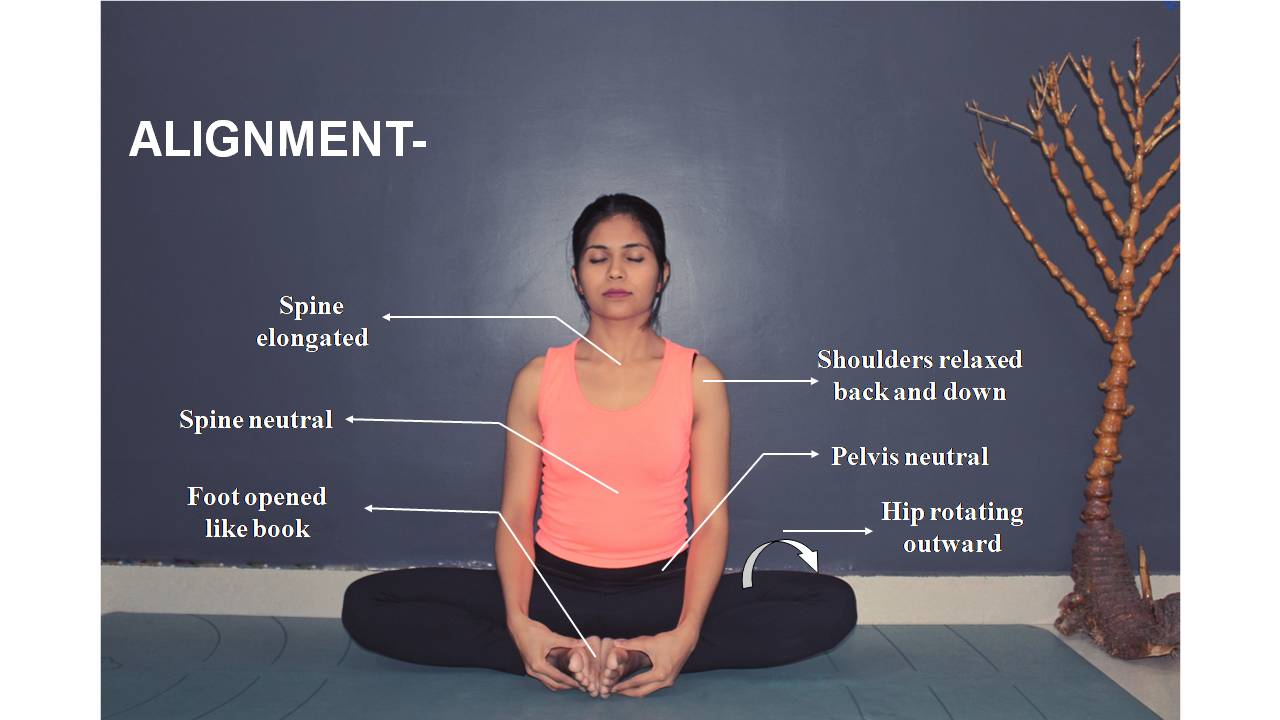 ALIGNMENT-
Spine
elongated
Shoulders relaxed
back and down
Spine neutral
Pelvis neutral
Foot opened
like book
Hip rotating
outward